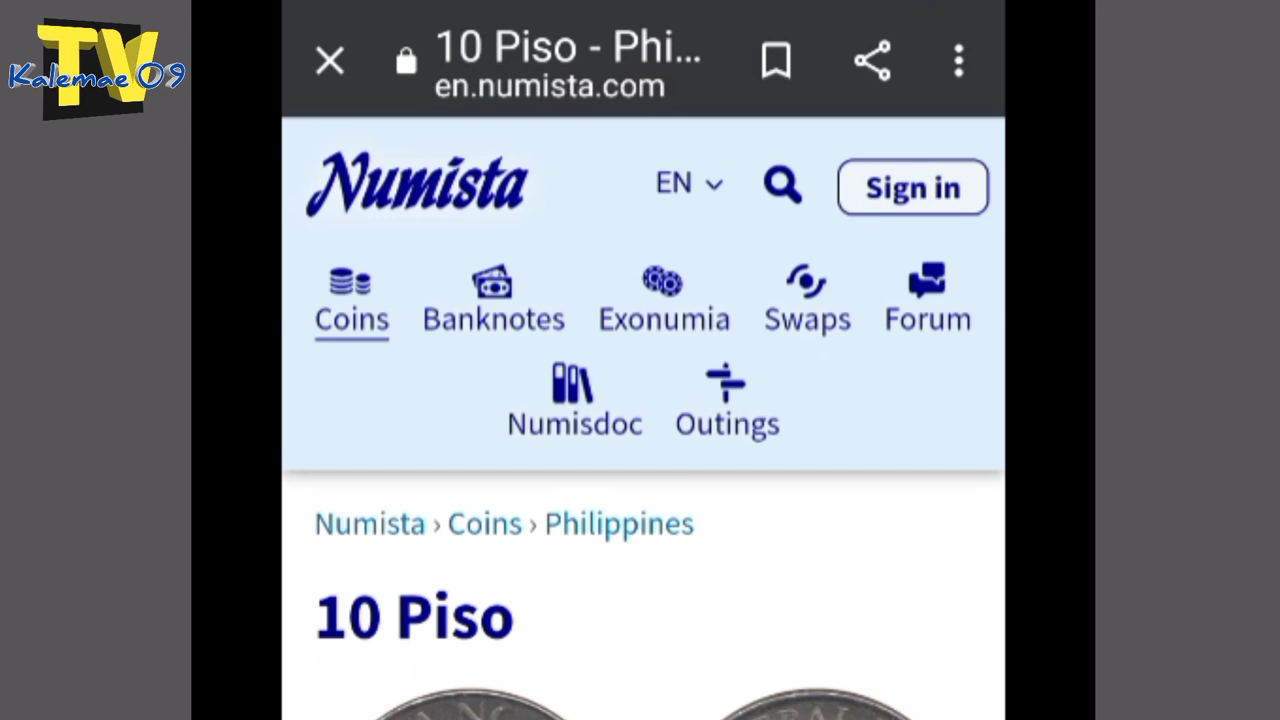 TV
Kalemae 09
10 Piso - Phi...
en.numista.com
Numista
EN
Sign in
Coins
Banknotes
Exonumia
Swaps
Forum
Numisdoc
Outings
Numista › Coins › Philippines
10 Piso